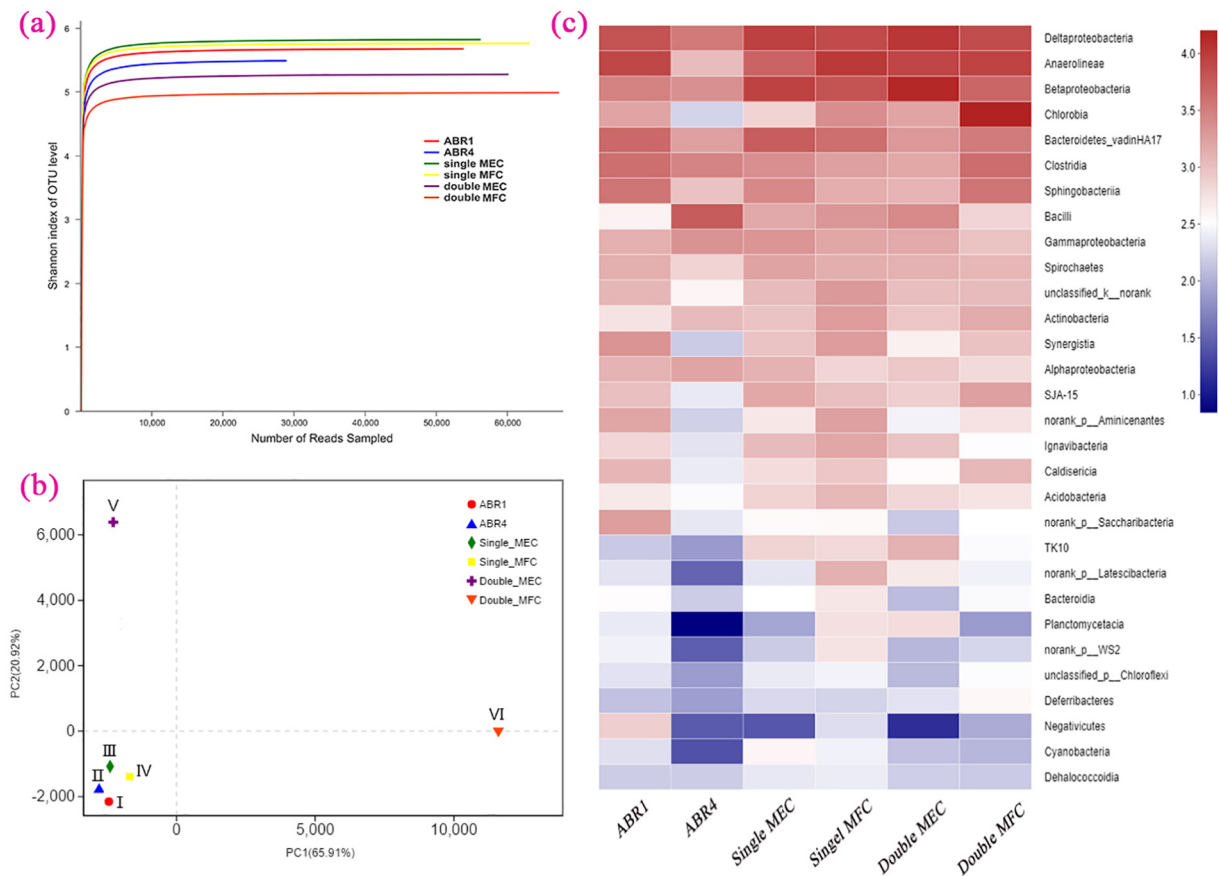 (a)
6
5
4
3
2
1
0
Shannon index of OTU level
10,000
20,000
30,000
40,000
50,000
60,000
Number of Reads Sampled
ABR1
ABR4
single MEC
single MFC
double MEC
double MFC
(b)
6,000
4,000
2,000
0
-2,000
PC2(20.92%)
0
5,000
10,000
PC1(65.91%)
V
III
II
IV
I
VI
ABR1
ABR4
Single_MEC
Single_MFC
Double_MEC
Double_MFC
(c)
Deltaproteobacteria
Anaerolineae
Betaproteobacteria
Chlorobia
Bacteroidetes_vadinHA17
Clostridia
Sphingobacteriia
Bacilli
Gammaproteobacteria
Spirochaetes
unclassified_k__norank
Actinobacteria
Synergistia
Alphaproteobacteria
SJA-15
norank_p__Aminicenantes
Ignavibacteria
Caldisericia
Acidobacteria
norank_p__Saccharibacteria
TK10
norank_p__Latescibacteria
Bacteroidia
Planctomycetacia
norank_p__WS2
unclassified_p__Chloroflexi
Deferribacteres
Negativicutes
Cyanobacteria
Dehalococcoidia
ABR1
ABR4
Single MEC
Singel MFC
Double MEC
Double MFC
4.0
3.5
3.0
2.5
2.0
1.5
1.0